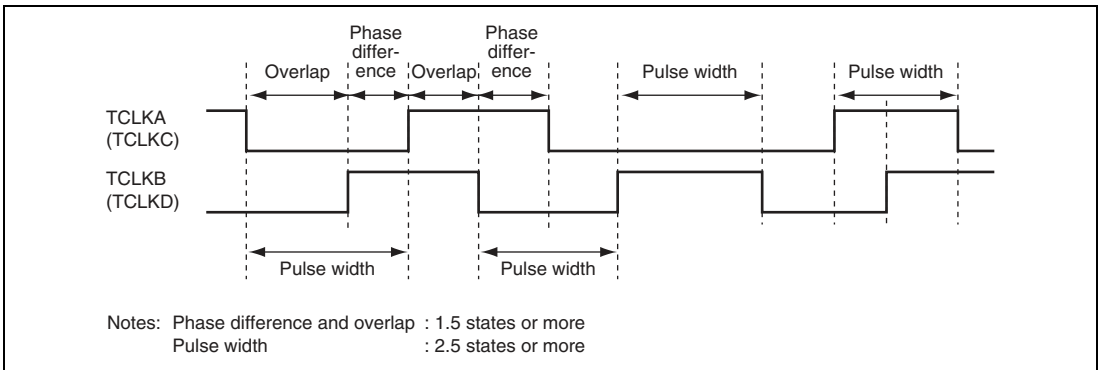 Phase
differ-
ence
Phase
differ-
ence
Overlap
Overlap
Pulse width
Pulse width
TCLKA
(TCLKC)
TCLKB
(TCLKD)
Pulse width
Pulse width
Notes: Phase difference and overlap : 1.5 states or more
Pulse width : 2.5 states or more